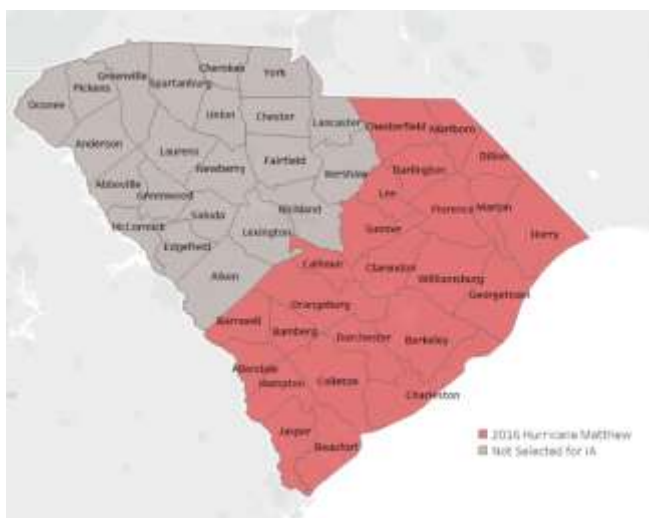 Cherokee
York
Greenville
Spartanburg
Pickens
Oconee
Union
Chester
Lancaster
Chesterfield
Marlboro
Anderson
Laurens
Newberry
Fairfield
Kershaw
Darlington
Dillon
Abbeville
Greenwood
Lee
Florence
Marion
McCormick
Saluda
Richland
Lexington
Sumter
Horry
Edgefield
Calhoun
Clarendon
Williamsburg
Aiken
Georgetown
Orangeburg
Barnwell
Bamberg
Dorchester
Berkeley
Allendale
Hampton
Colleton
Charleston
Jasper
Beaufort
2016 Hurricane Matthew
Not Selected for IA